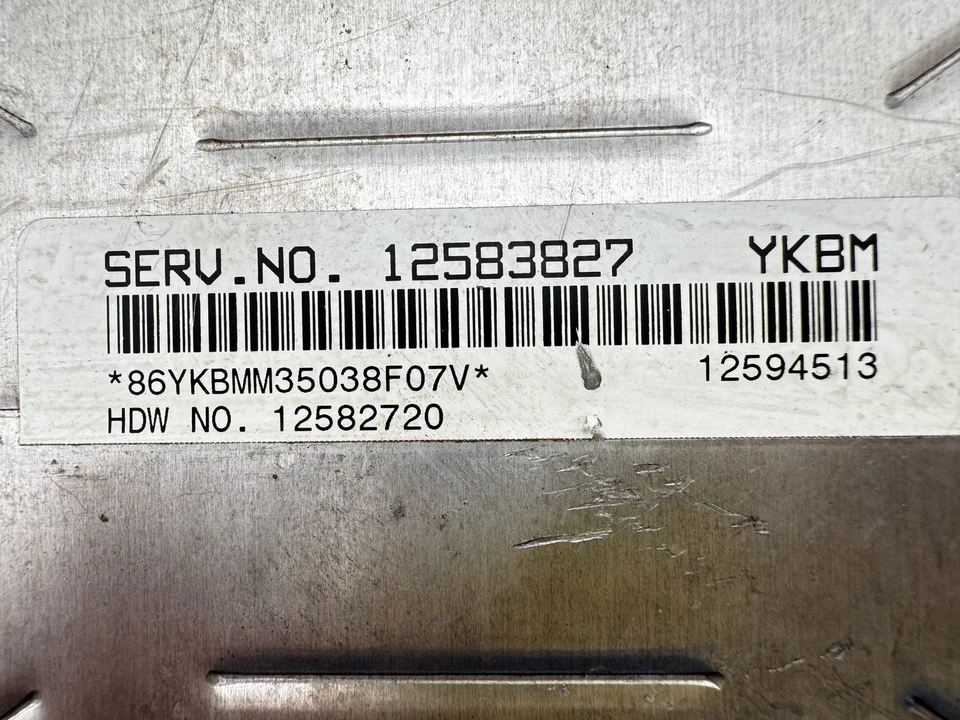 SERV.NO. 12583827 YKBM
*86YKBMM35038F07V* 12594513
HDW NO. 12582720